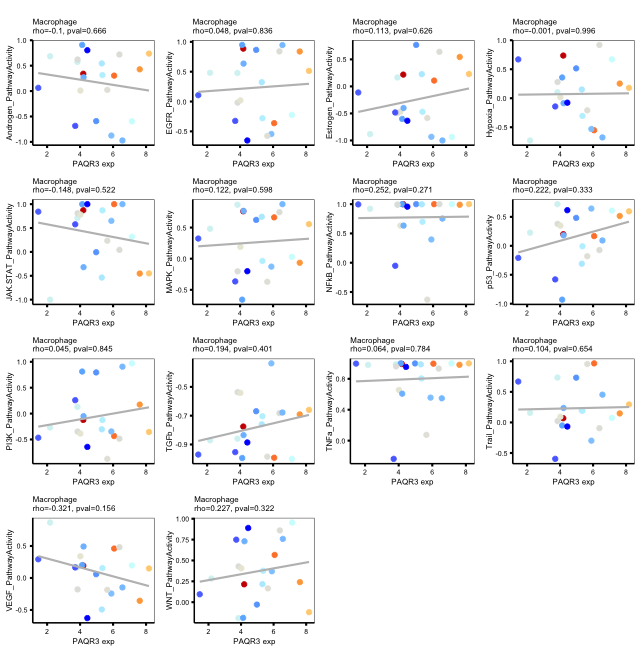 Macrophage
rho=-0.1, pval=0.666
Androgen_PathwayActivity
1.0
0.5
0.0
-0.5
-1.0
2 4 6 8
PAQR3 exp
Macrophage
rho=0.048, pval=0.836
EGFR_PathwayActivity
1.0
0.5
0.0
-0.5
2 4 6 8
PAQR3 exp
Macrophage
rho=0.113, pval=0.626
Estrogen_PathwayActivity
0.5
0.0
-0.5
-1.0
2 4 6 8
PAQR3 exp
Macrophage
rho=-0.001, pval=0.996
Hypoxia_PathwayActivity
1.0
0.5
0.0
-0.5
2 4 6 8
PAQR3 exp
Macrophage
rho=-0.148, pval=0.522
JAK-STAT_PathwayActivity
1.0
0.5
0.0
-0.5
-1.0
2 4 6 8
PAQR3 exp
Macrophage
rho=0.122, pval=0.598
MAPK_PathwayActivity
0.5
0.0
-0.5
2 4 6 8
PAQR3 exp
Macrophage
rho=0.252, pval=0.271
NFkB_PathwayActivity
1.0
0.5
0.0
-0.5
2 4 6 8
PAQR3 exp
Macrophage
rho=0.222, pval=0.333
p53_PathwayActivity
0.5
0.0
-0.5
-1.0
2 4 6 8
PAQR3 exp
Macrophage
rho=0.045, pval=0.845
PI3K_PathwayActivity
1.0
0.5
0.0
-0.5
2 4 6 8
PAQR3 exp
Macrophage
rho=0.194, pval=0.401
TGFb_PathwayActivity
-0.5
-0.7
-0.9
2 4 6 8
PAQR3 exp
Macrophage
rho=0.064, pval=0.784
TNFa_PathwayActivity
0.8
0.4
0.0
2 4 6 8
PAQR3 exp
Macrophage
rho=0.104, pval=0.654
Trail_PathwayActivity
1.0
0.5
0.0
-0.5
2 4 6 8
PAQR3 exp
Macrophage
rho=-0.321, pval=0.156
VEGF_PathwayActivity
0.5
0.0
-0.5
2 4 6 8
PAQR3 exp
Macrophage
rho=0.227, pval=0.322
WNT_PathwayActivity
1.00
0.75
0.50
0.25
0.00
2 4 6 8
PAQR3 exp